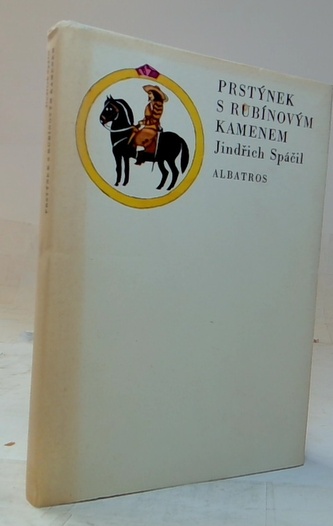 PRSTÝNEK
S RUBÍNOVÝM
KAMENEM
Jindřich Spáčil
ALBATROS